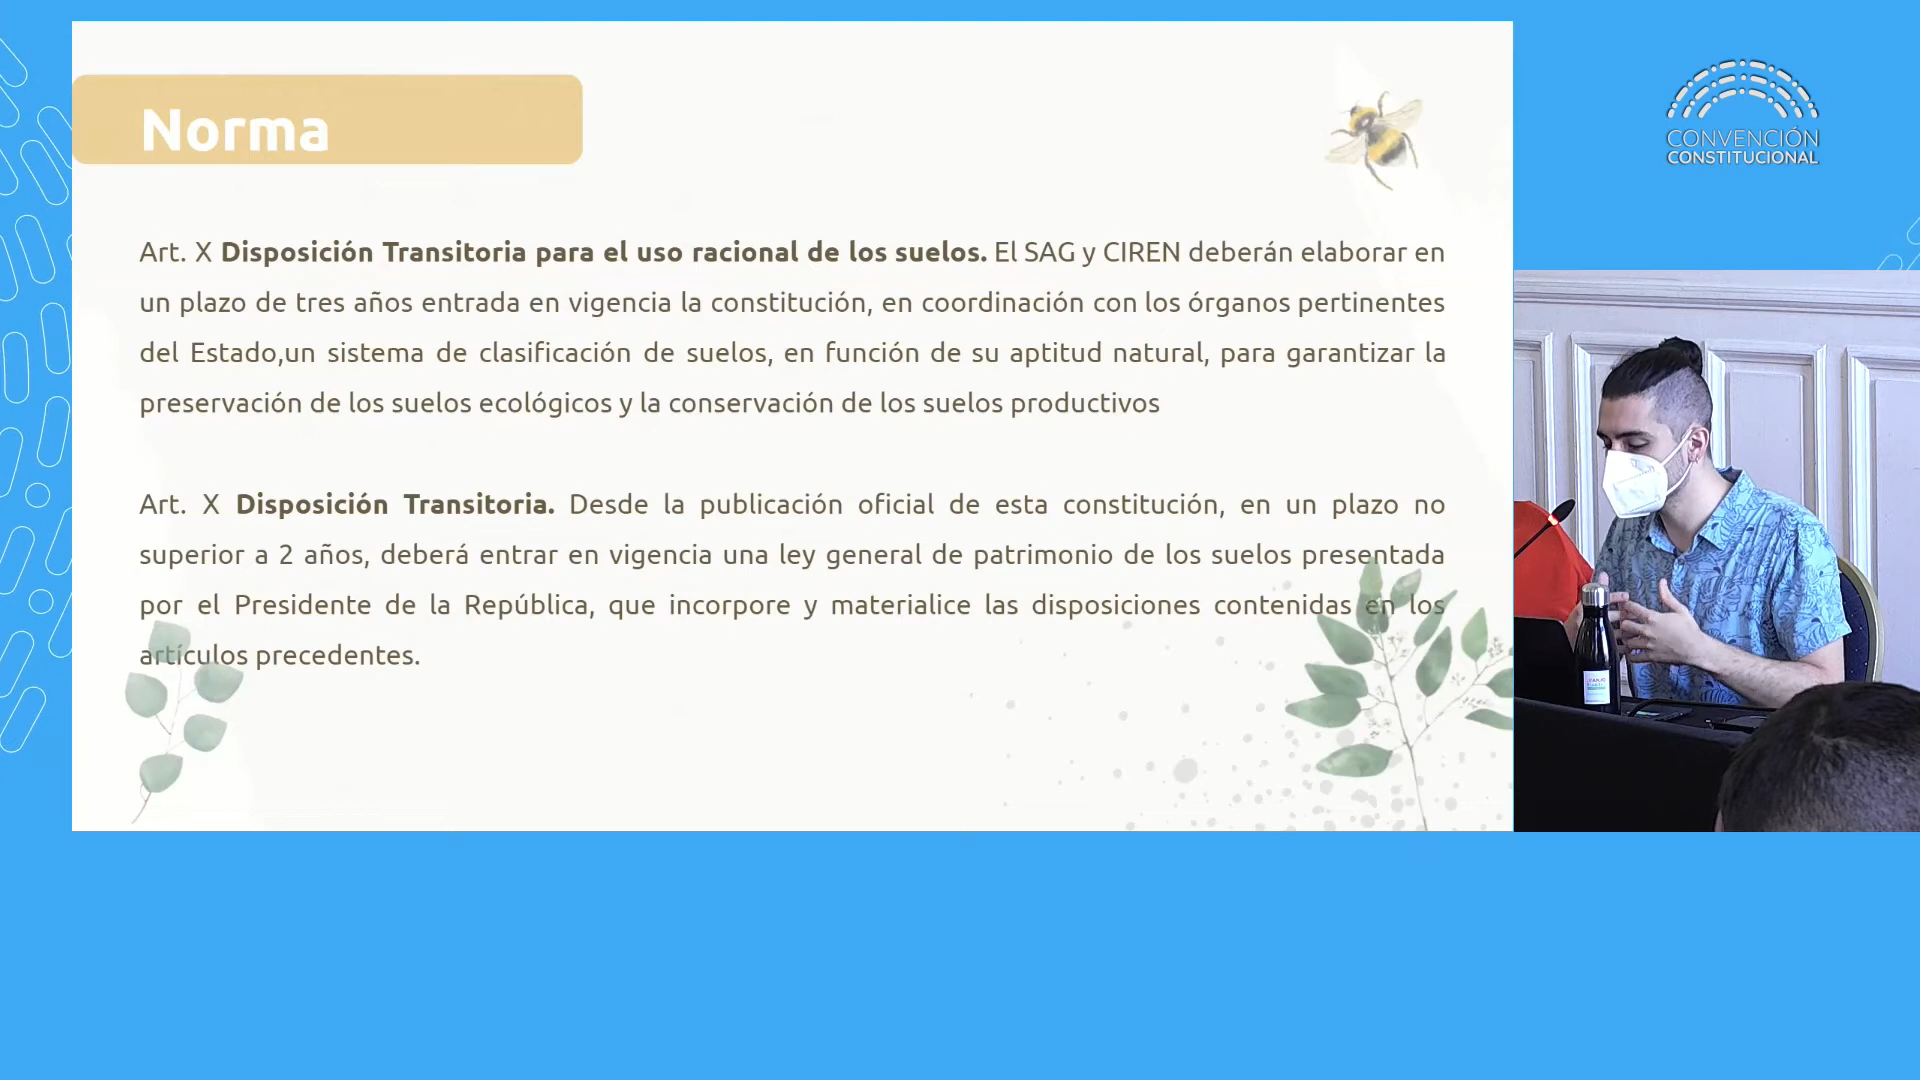 Norma
CONVENCIÓN
CONSTITUCIONAL
Art. X Disposición Transitoria para el uso racional de los suelos. El SAG y CIREN deberán elaborar en
un plazo de tres años entrada en vigencia la constitución, en coordinación con los órganos pertinentes
del Estado,un sistema de clasificación de suelos, en función de su aptitud natural, para garantizar la
preservación de los suelos ecológicos y la conservación de los suelos productivos
Art. X Disposición Transitoria. Desde la publicación oficial de esta constitución, en un plazo no
superior a 2 años, deberá entrar en vigencia una ley general de patrimonio de los suelos presentada
por el Presidente de la República, que incorpore y materialice las disposiciones contenidas en los
artículos precedentes.